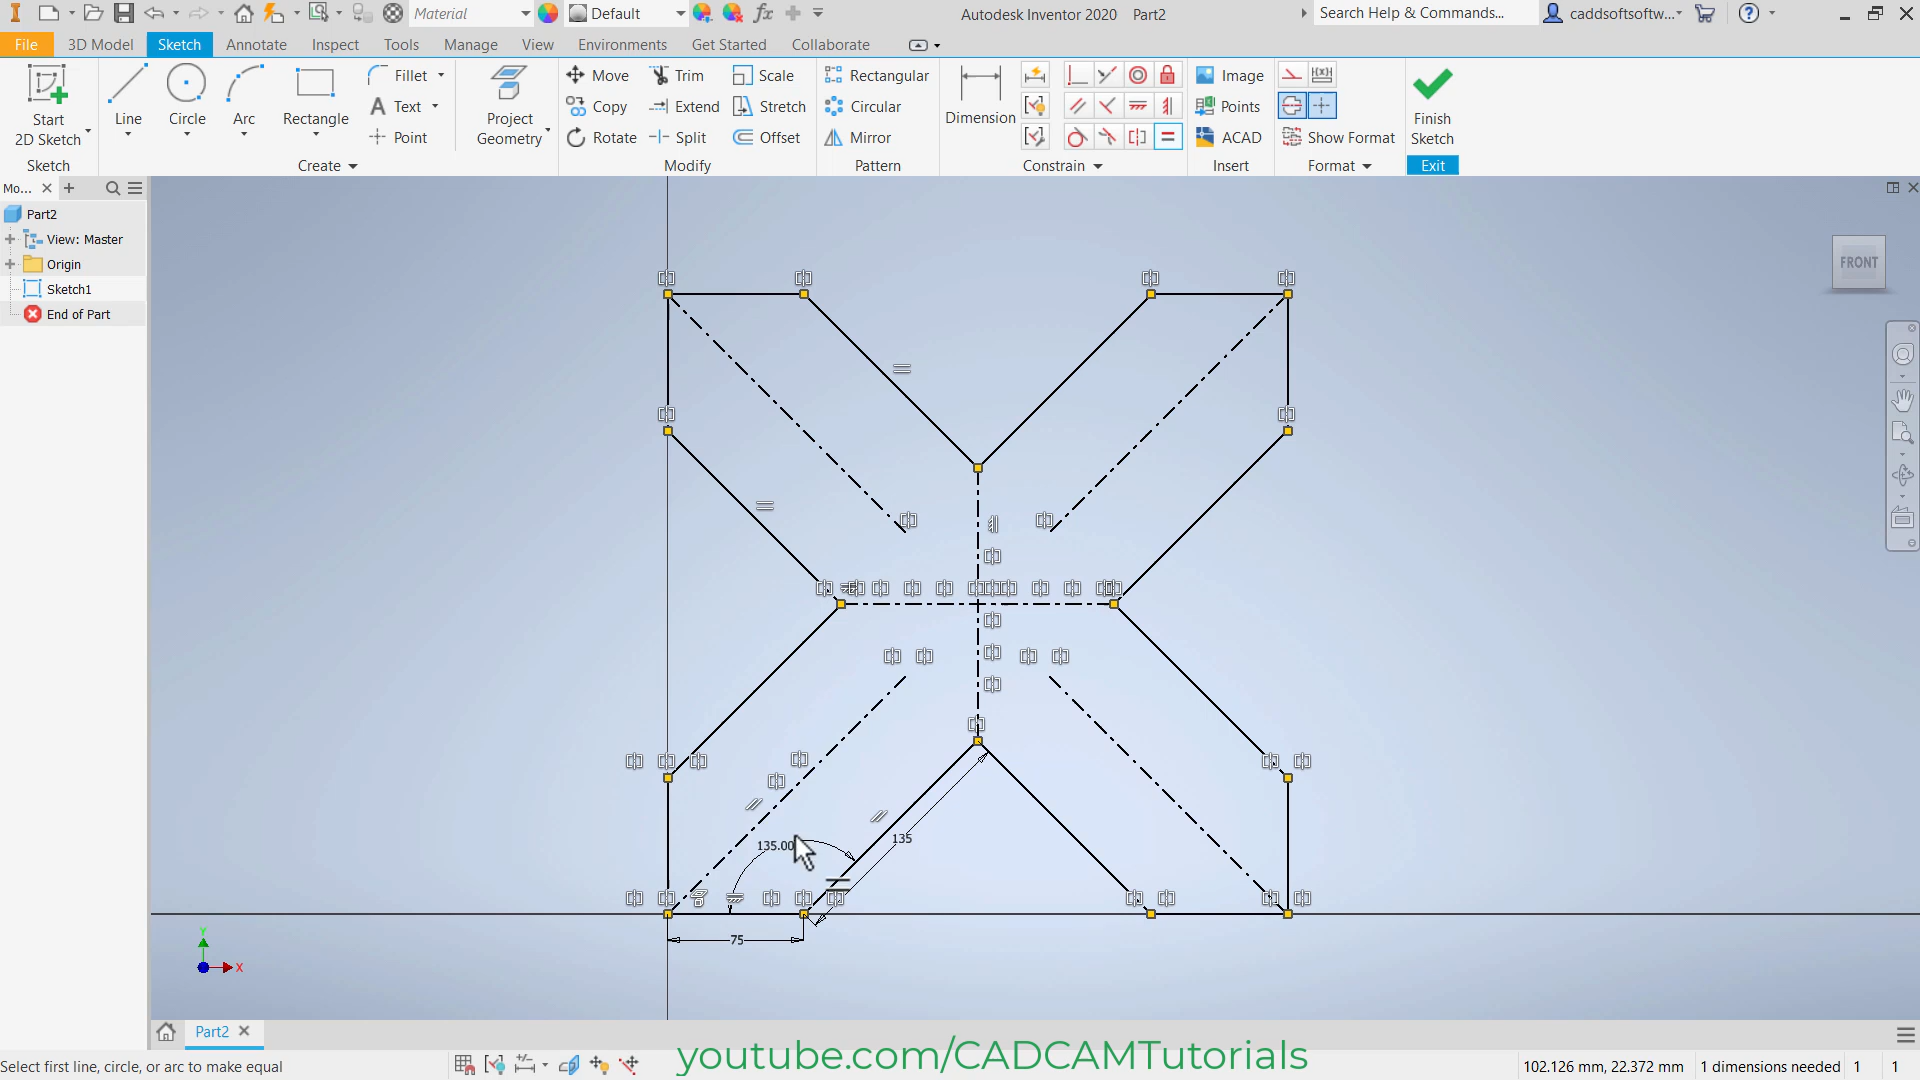 Material
Default
Autodesk Inventor 2020 Part2
Search Help & Commands...
caddsoftsoftw...
File
3D Model
Sketch
Annotate
Inspect
Tools
Manage
View
Environments
Get Started
Collaborate
Start
2D Sketch
Sketch
Line
Circle
Arc
Rectangle
Fillet
Text
Point
Create
Project
Geometry
Move
Copy
Rotate
Trim
Extend
Split
Scale
Stretch
Offset
Modify
Rectangular
Circular
Mirror
Pattern
Dimension
Constrain
Image
Points
ACAD
Insert
Show Format
Format
Finish
Sketch
Exit
Mo...
Part2
View: Master
Origin
Sketch1
End of Part
FRONT
135.00
135
75
Y
X
Part2
Select first line, circle, or arc to make equal
youtube.com/CADCAMTutorials
102.126 mm, 22.372 mm
1 dimensions needed
1
1